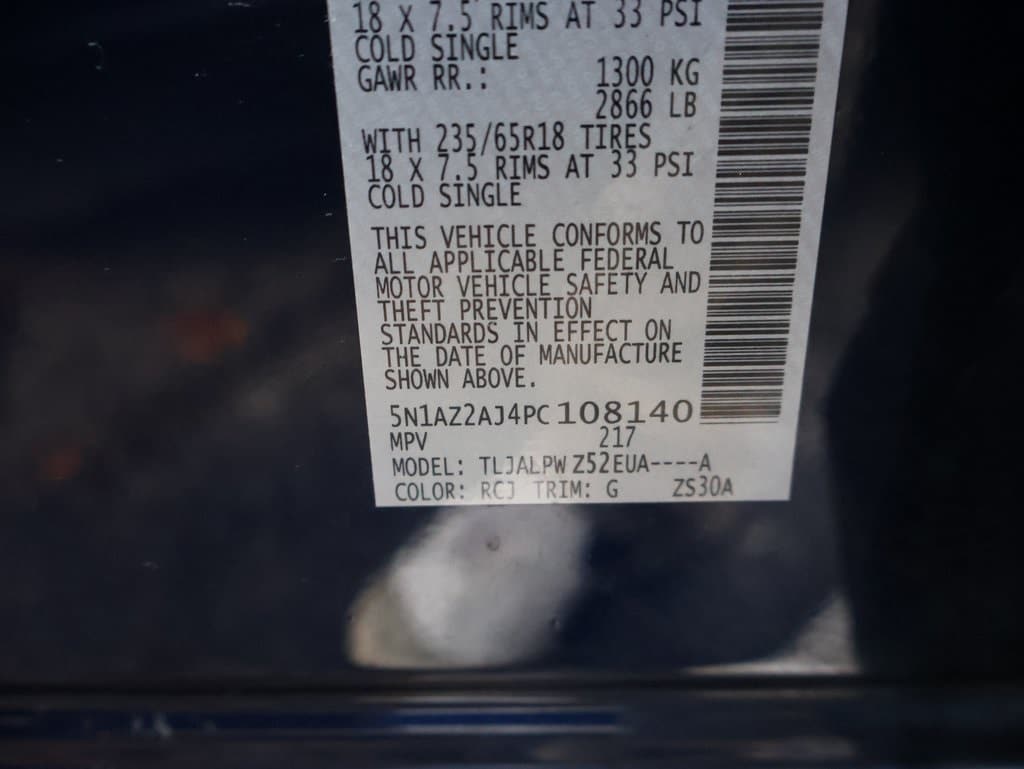 18 X 7.5 RIMS AT 33 PSI
COLD SINGLE
GAWR RR.: 1300 KG
2866 LB
WITH 235/65R18 TIRES
18 X 7.5 RIMS AT 33 PSI
COLD SINGLE
THIS VEHICLE CONFORMS TO
ALL APPLICABLE FEDERAL
MOTOR VEHICLE SAFETY AND
THEFT PREVENTION
STANDARDS IN EFFECT ON
THE DATE OF MANUFACTURE
SHOWN ABOVE.
5N1AZ2AJ4PC108140
MPV 217
MODEL: TLJALPW Z52EUA----A
COLOR: RCJ TRIM: G ZS30A